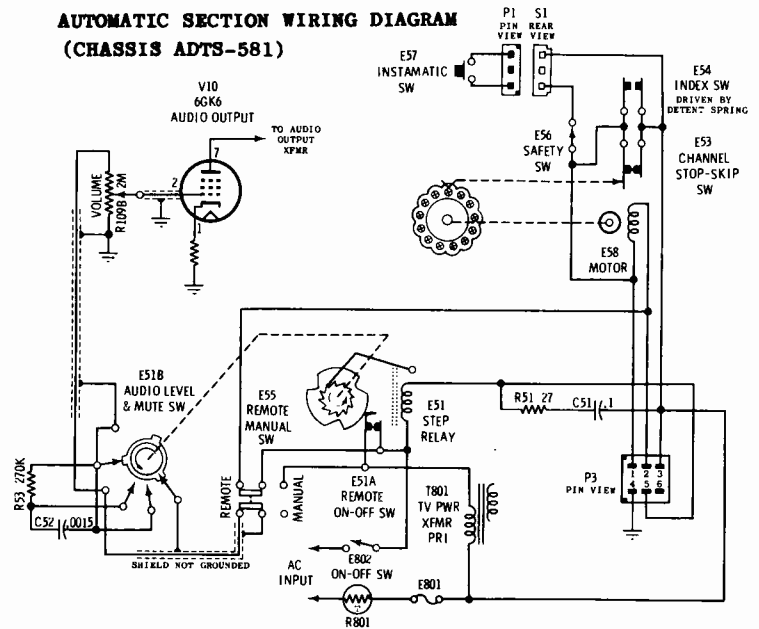 AUTOMATIC SECTION WIRING DIAGRAM
(CHASSIS ADTS-581)
P1
PIN
VIEW
S1
REAR
VIEW
E57
INSTAMATIC
SW
E54
INDEX SW
DRIVEN BY
DETENT SPRING
V10
6GK6
AUDIO OUTPUT
TO AUDIO
OUTPUT
XFMR
7
2
1
VOLUME
R109B 2M
E56
SAFETY
SW
E53
CHANNEL
STOP-SKIP
SW
E58
MOTOR
E51B
AUDIO LEVEL
& MUTE SW
E55
REMOTE
MANUAL
SW
E51
STEP
RELAY
R51 27
C51 .1
R53 270K
C52 .0015
REMOTE
MANUAL
E51A
REMOTE
ON-OFF SW
T801
TV PWR
XFMR
PRI
P3
PIN VIEW
1 2 3
4 5 6
SHIELD NOT GROUNDED
AC
INPUT
E802
ON-OFF SW
E801
T
R801